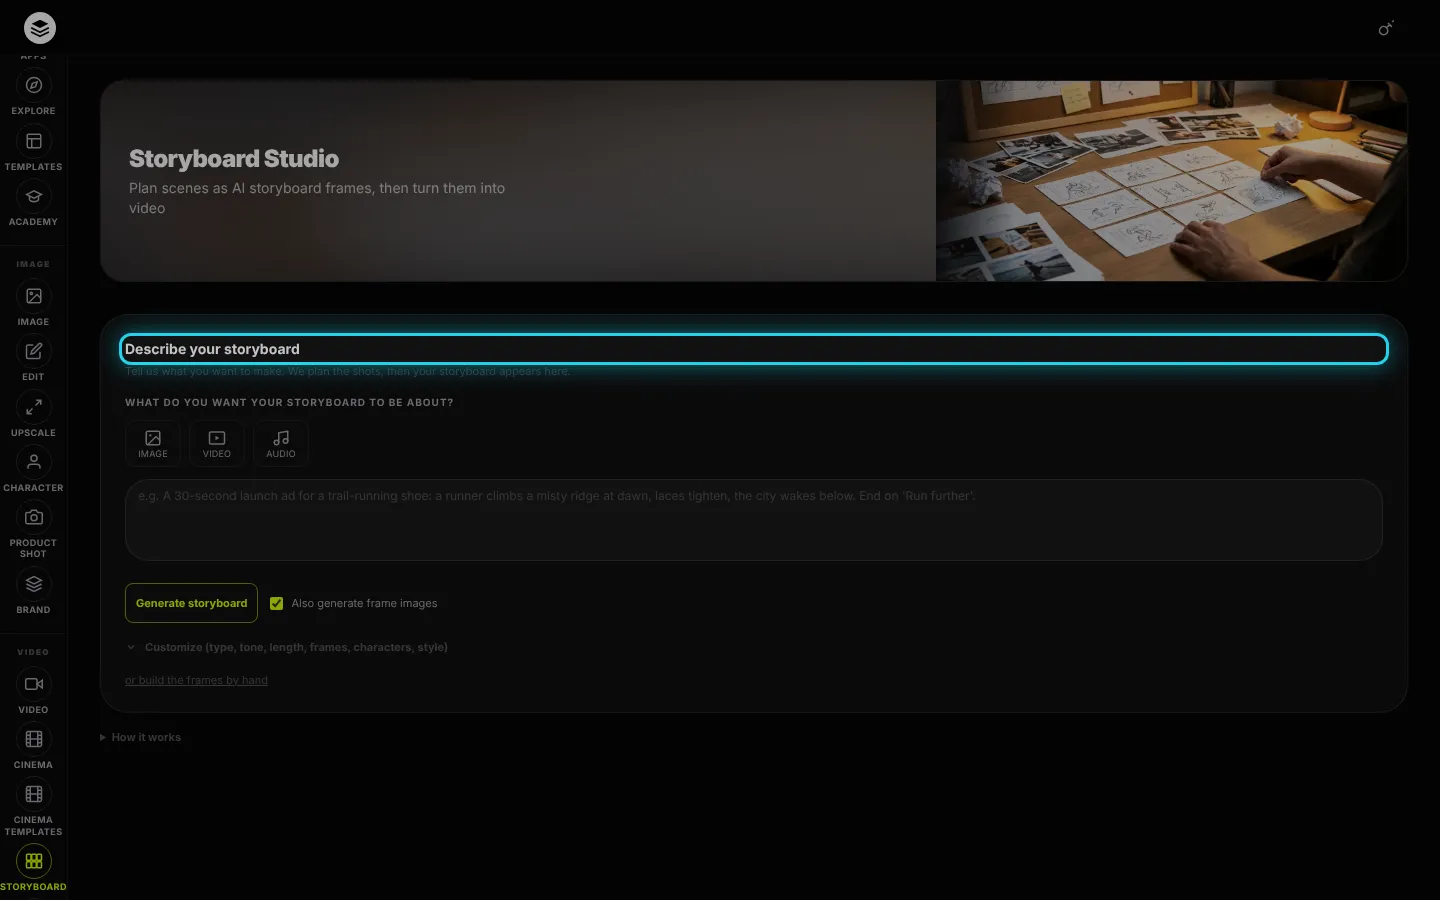 APPS
EXPLORE
TEMPLATES
ACADEMY
IMAGE
IMAGE
EDIT
UPSCALE
CHARACTER
PRODUCT
SHOT
BRAND
VIDEO
VIDEO
CINEMA
CINEMA
TEMPLATES
STORYBOARD
Storyboard Studio
Plan scenes as AI storyboard frames, then turn them into
video
Describe your storyboard
Tell us what you want to make. We plan the shots, then your storyboard appears here.
WHAT DO YOU WANT YOUR STORYBOARD TO BE ABOUT?
IMAGE VIDEO AUDIO
e.g. A 30-second launch ad for a trail-running shoe: a runner climbs a misty ridge at dawn, laces tighten, the city wakes below. End on 'Run further'.
Generate storyboard Also generate frame images
Customize (type, tone, length, frames, characters, style)
or build the frames by hand
How it works